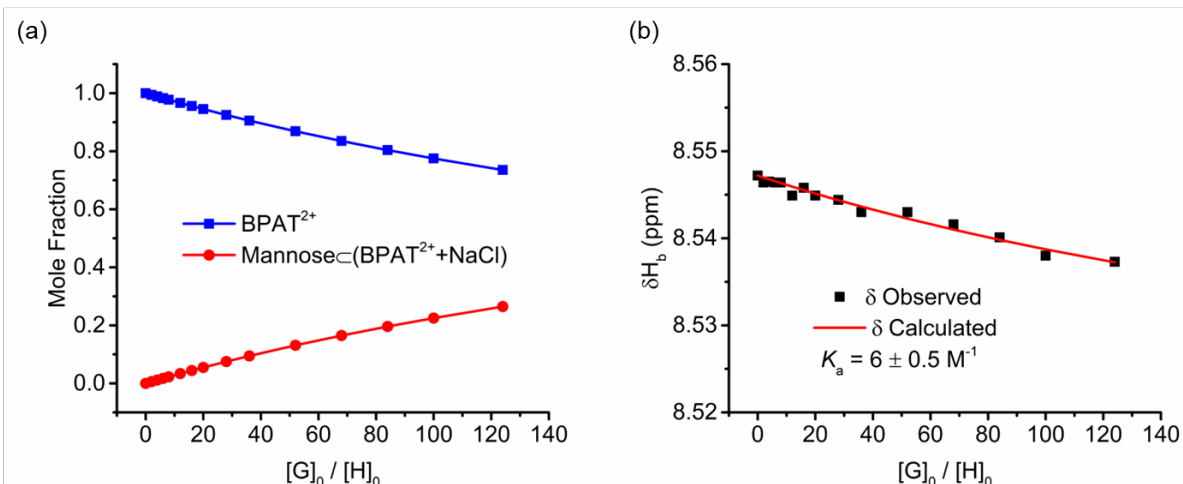 (a)
Mole Fraction
1.0
0.8
0.6
0.4
0.2
0.0
BPAT²⁺
Mannose⊂(BPAT²⁺+NaCl)
0 20 40 60 80 100 120 140
[G]₀ / [H]₀
(b)
δH_b (ppm)
8.56
8.55
8.54
8.53
8.52
δ Observed
δ Calculated
Kₐ = 6 ± 0.5 M⁻¹
0 20 40 60 80 100 120 140
[G]₀ / [H]₀